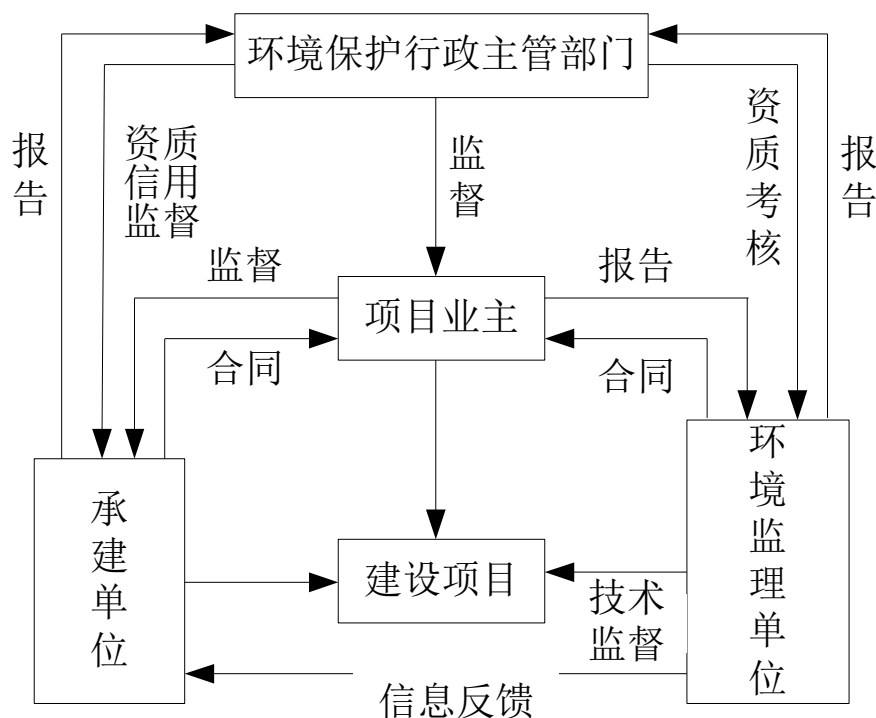 环境保护行政主管部门
报告
资质
信用
监督
监督
资质考核
报告
监督
报告
项目业主
合同
合同
承建单位
环境监理单位
建设项目
技术
监督
信息反馈